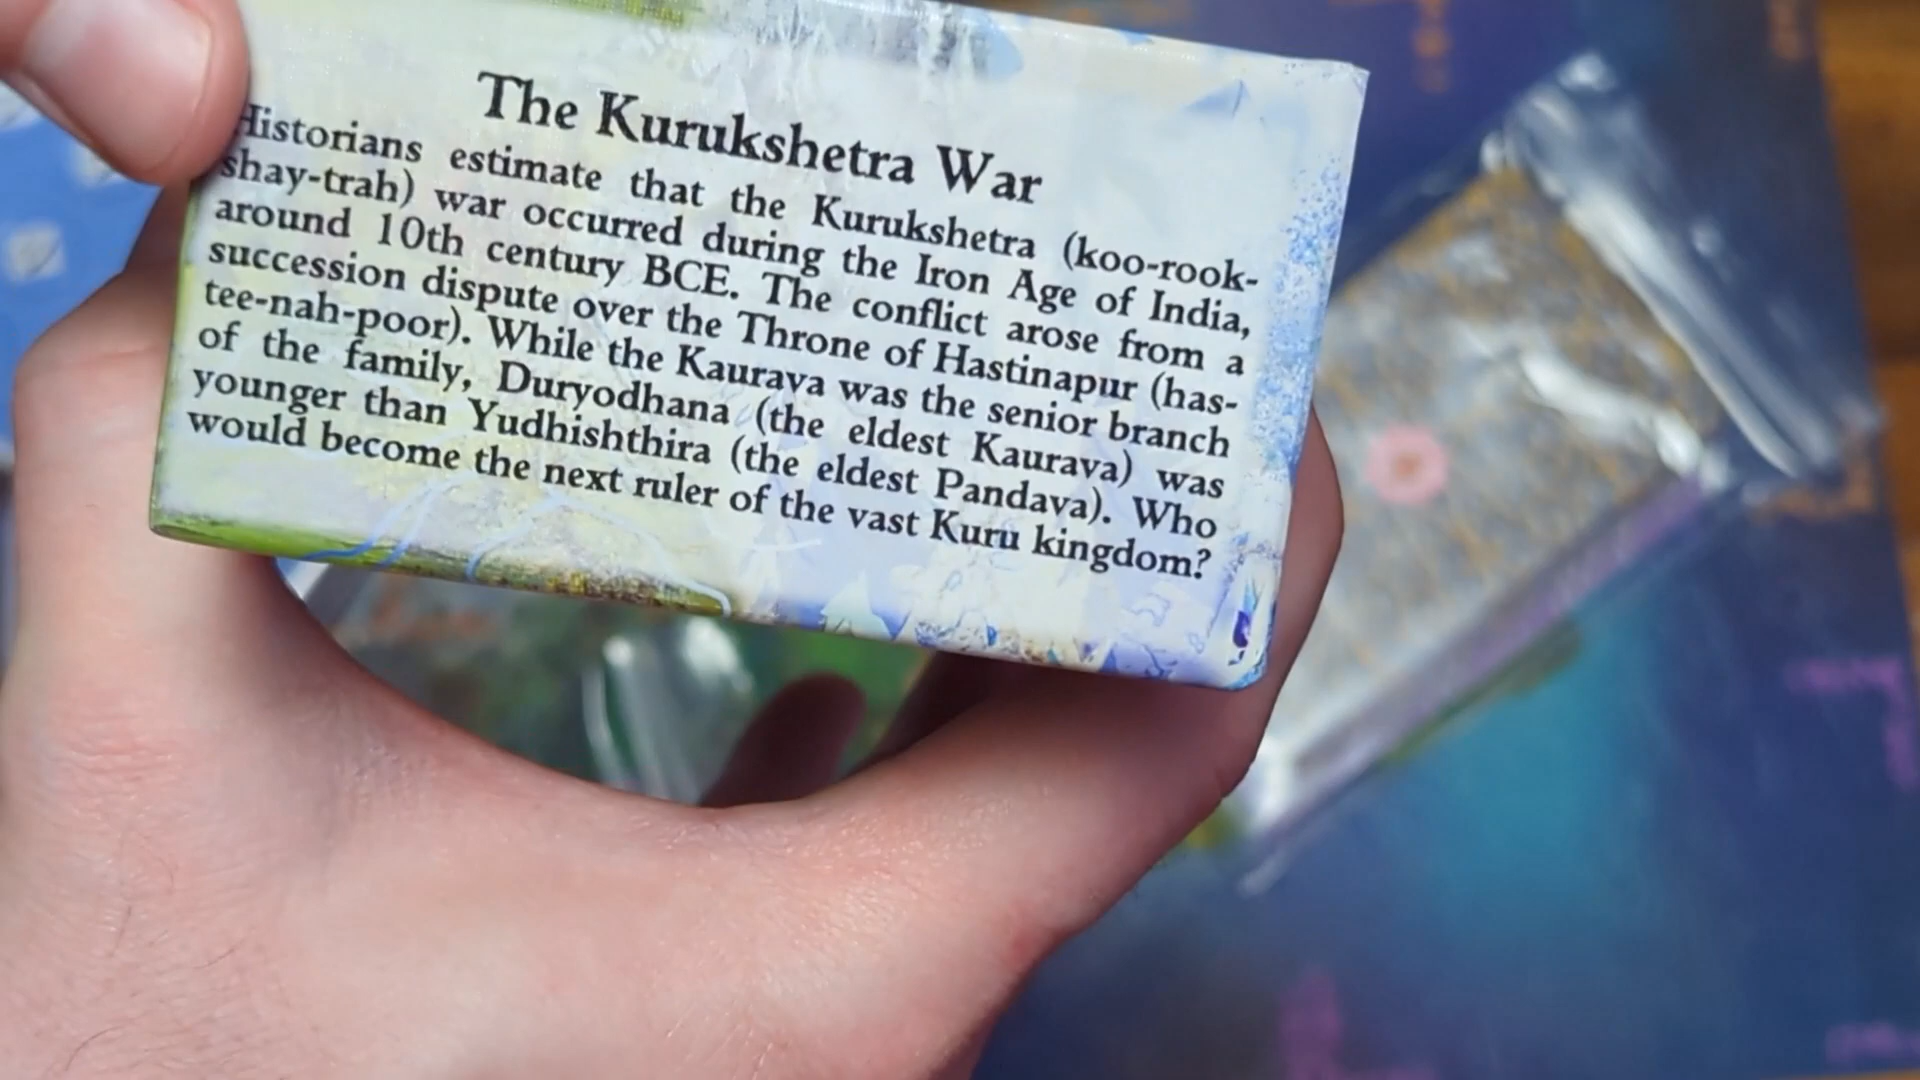 The Kurukshetra War
Historians estimate that the Kurukshetra (koo-rook-
shay-trah) war occurred during the Iron Age of India,
around 10th century BCE. The conflict arose from a
succession dispute over the Throne of Hastinapur (has-
tee-nah-poor). While the Kaurava was the senior branch
of the family, Duryodhana (the eldest Kaurava) was
younger than Yudhishthira (the eldest Pandava). Who
would become the next ruler of the vast Kuru kingdom?